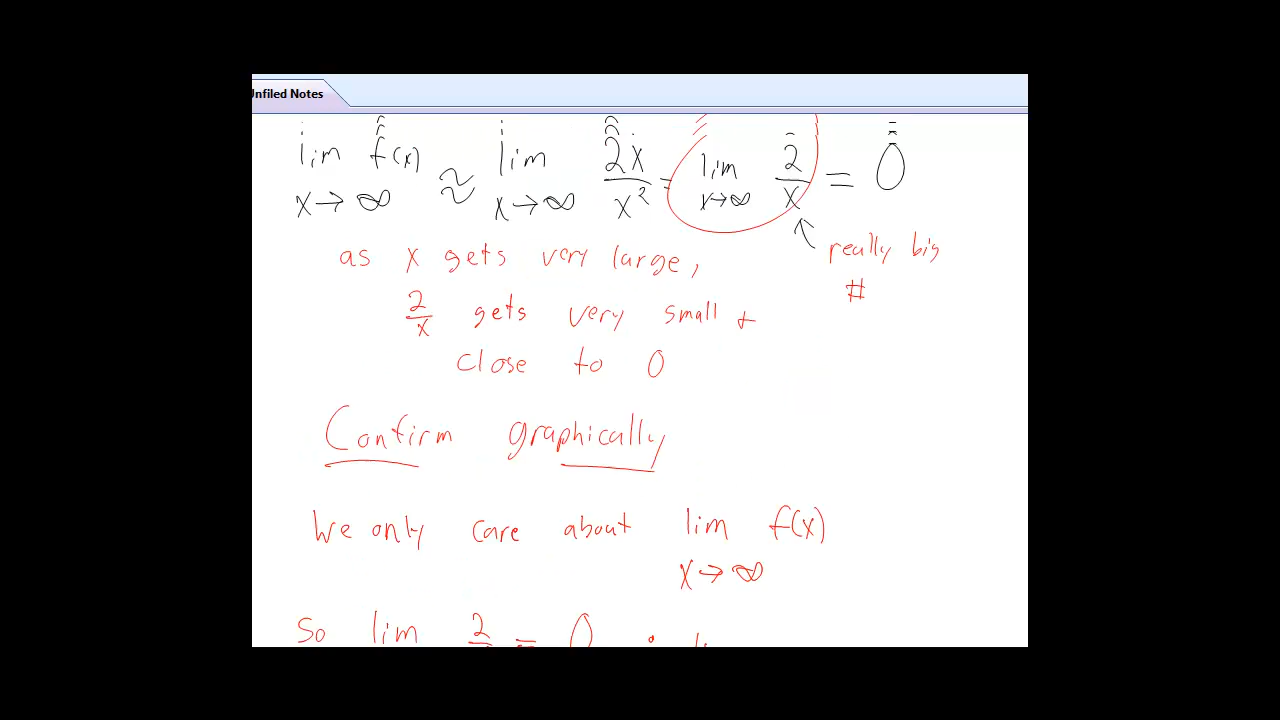 Unfiled Notes
lim f(x) ≈ lim 2x/x² = lim 2/x = 0
x→∞ x→∞ x→∞
as x gets very large, really big
#
2/x gets very small +
close to 0
Confirm graphically
We only care about lim f(x)
x→∞
So lim 2 = 0